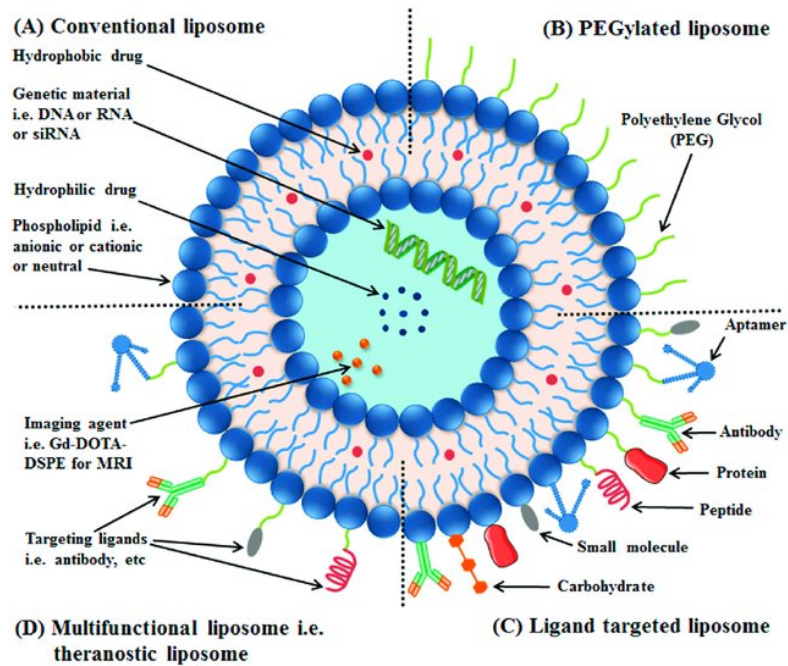 (A) Conventional liposome
Hydrophobic drug
Genetic material
i.e. DNA or RNA
or siRNA
Hydrophilic drug
Phospholipid i.e.
anionic or cationic
or neutral
(B) PEGylated liposome
Polyethylene Glycol
(PEG)
Aptamer
Antibody
Protein
Peptide
Small molecule
Carbohydrate
(C) Ligand targeted liposome
Imaging agent
i.e. Gd-DOTA-
DSPE for MRI
Targeting ligands
i.e. antibody, etc
(D) Multifunctional liposome i.e.
theranostic liposome